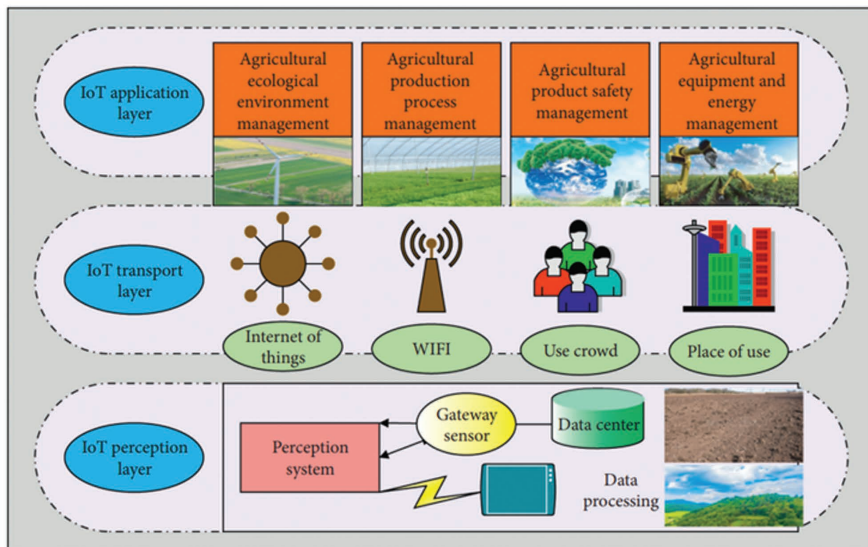 IoT application
layer
Agricultural
ecological
environment
management
Agricultural
production
process
management
Agricultural
product safety
management
Agricultural
equipment and
energy
management
IoT transport
layer
Internet of
things
WIFI
Use crowd
Place of use
IoT perception
layer
Perception
system
Gateway
sensor
Data center
Data
processing